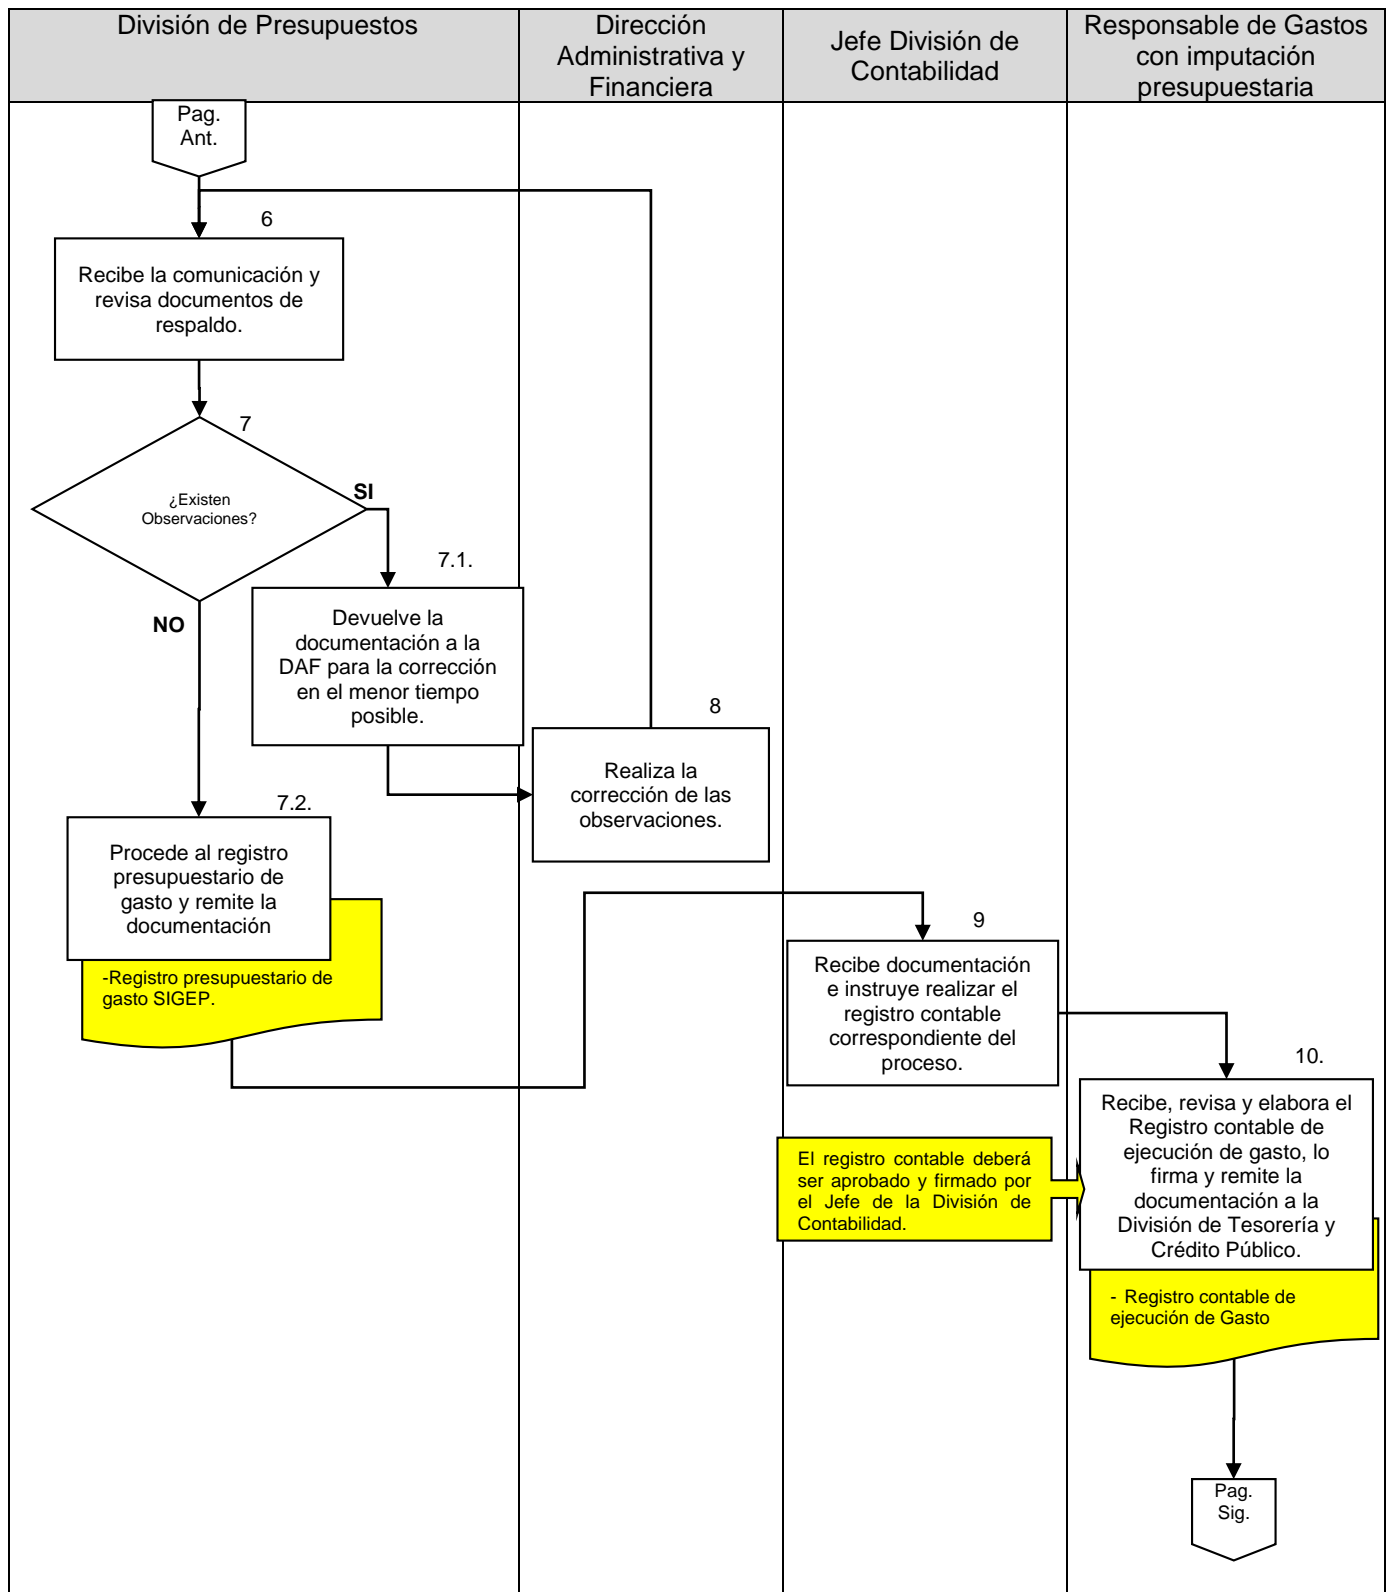 División de Presupuestos
Dirección
Administrativa y
Financiera
Jefe División de
Contabilidad
Responsable de Gastos
con imputación
presupuestaria
Pag.
Ant.
6
Recibe la comunicación y
revisa documentos de
respaldo.
7
¿Existen
Observaciones?
SI
NO
7.1.
Devuelve la
documentación a la
DAF para la corrección
en el menor tiempo
posible.
8
Realiza la
corrección de las
observaciones.
7.2.
Procede al registro
presupuestario de
gasto y remite la
documentación
-Registro presupuestario de
gasto SIGEP.
9
Recibe documentación
e instruye realizar el
registro contable
correspondiente del
proceso.
10.
Recibe, revisa y elabora el
Registro contable de
ejecución de gasto, lo
firma y remite la
documentación a la
División de Tesorería y
Crédito Público.
El registro contable deberá
ser aprobado y firmado por
el Jefe de la División de
Contabilidad.
- Registro contable de
ejecución de Gasto
Pag.
Sig.